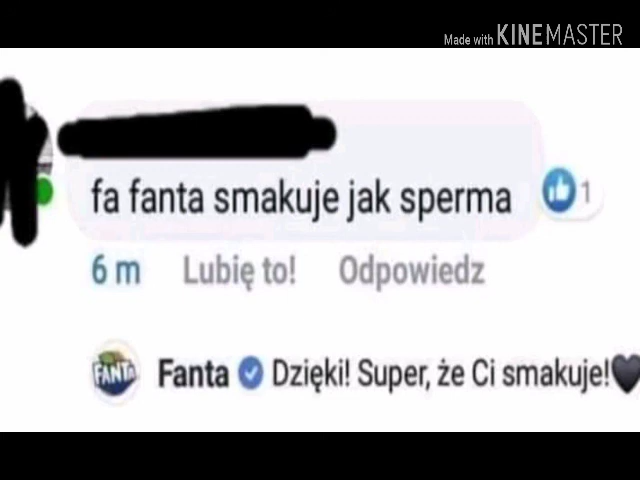 Made with KINEMASTER
fa fanta smakuje jak sperma
1
6 m Lubię to! Odpowiedz
FANTA Fanta Dzięki! Super, że Ci smakuje!🖤